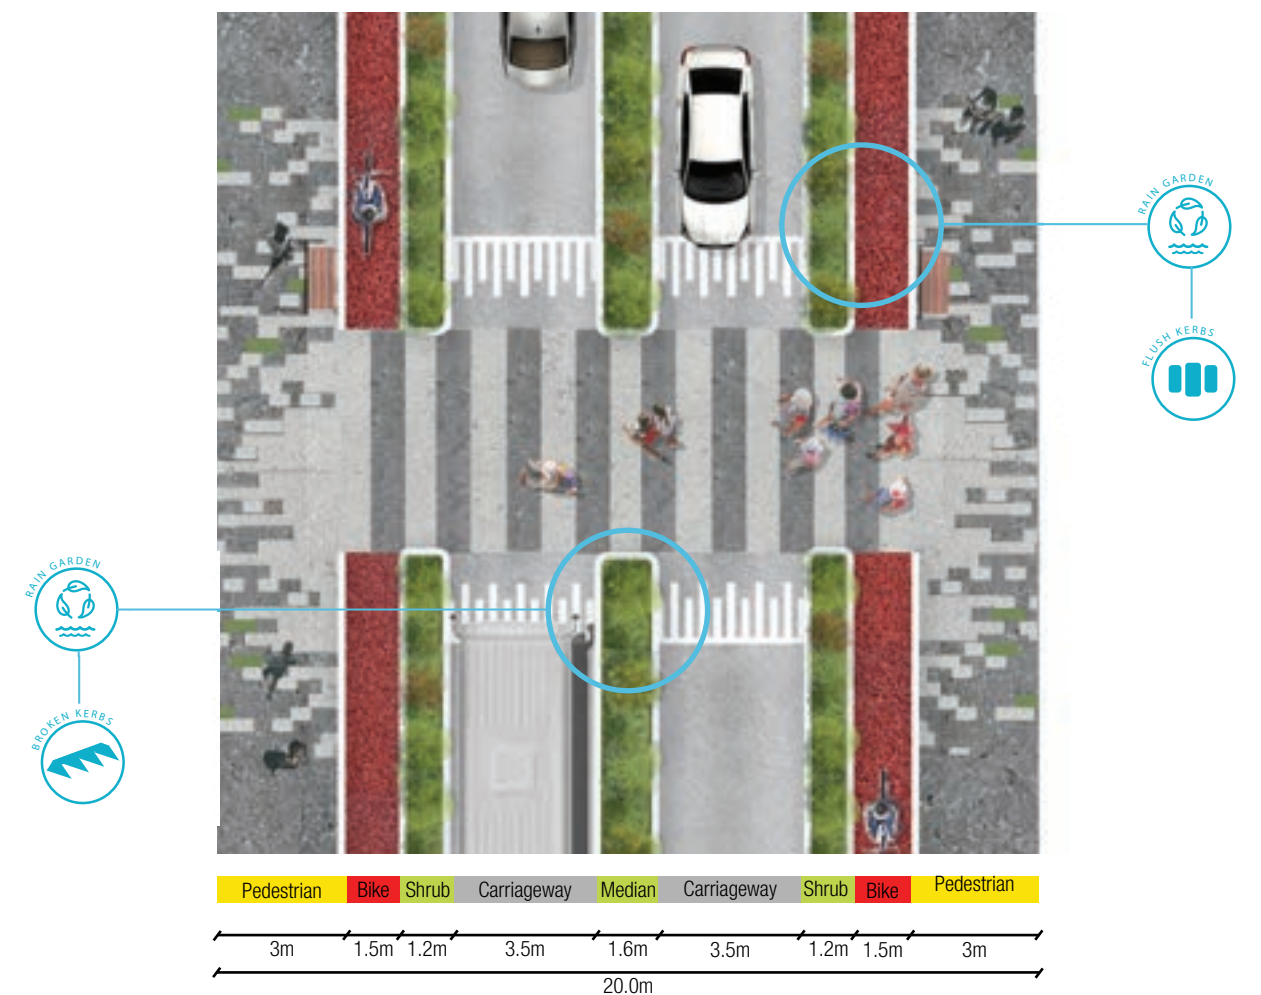 RAIN GARDEN
FLUSH KERBS
RAIN GARDEN
BROKEN KERBS
Pedestrian Bike Shrub Carriageway Median Carriageway Shrub Bike Pedestrian
3m 1.5m 1.2m 3.5m 1.6m 3.5m 1.2m 1.5m 3m
20.0m